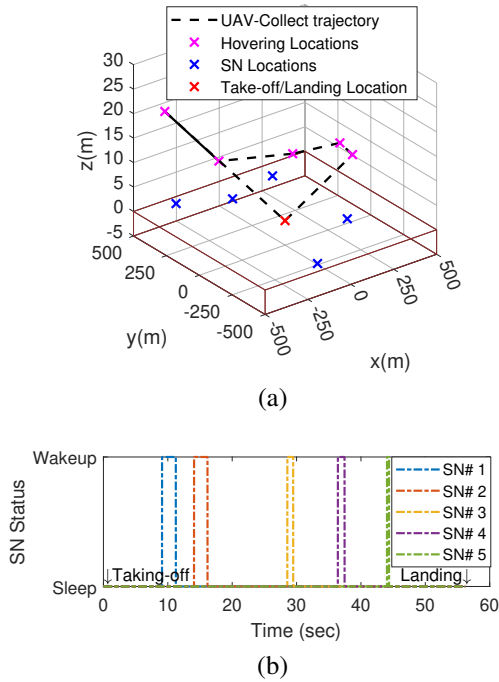 (a)
UAV-Collect trajectory
Hovering Locations
SN Locations
Take-off/Landing Location
z(m)
30
25
20
15
10
5
0
-5
500
250
0
-250
-500
y(m)
-500
-250
0
250
500
x(m)
(a)
Wakeup
Sleep
SN Status
SN# 1
SN# 2
SN# 3
SN# 4
SN# 5
↓Taking-off
Landing↓
0
10
20
30
40
50
60
Time (sec)
(b)